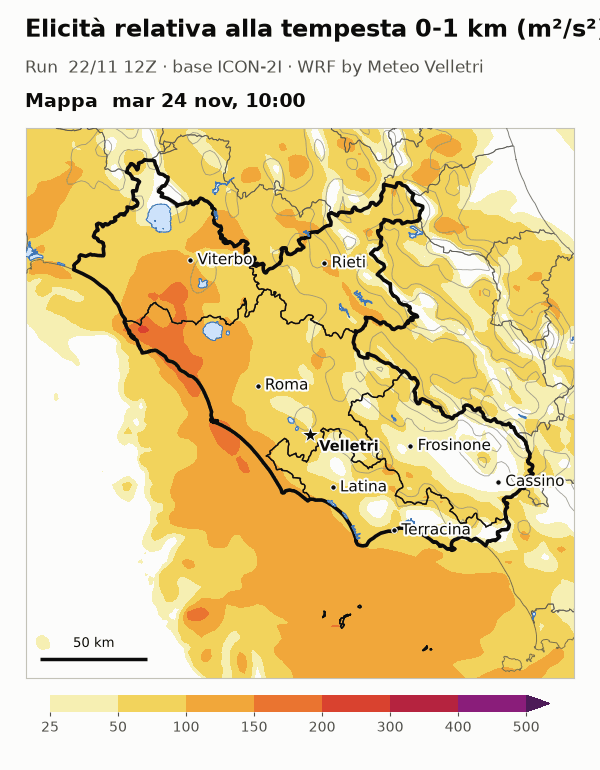 Elicità relativa alla tempesta 0-1 km (m²/s²)
Run 22/11 12Z · base ICON-2I · WRF by Meteo Velletri
Mappa mar 24 nov, 10:00
Viterbo
Rieti
Roma
Velletri
Frosinone
Cassino
Latina
Terracina
50 km
25 50 100 150 200 300 400 500